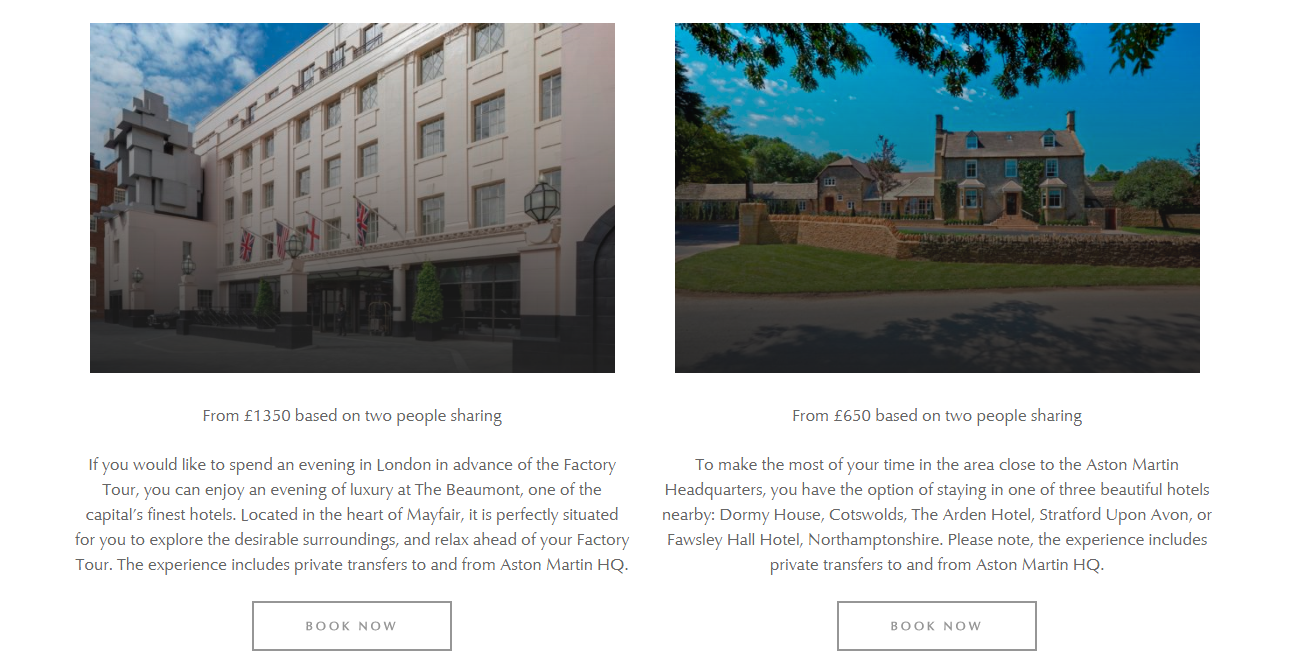 From £1350 based on two people sharing
If you would like to spend an evening in London in advance of the Factory
Tour, you can enjoy an evening of luxury at The Beaumont, one of the
capital’s finest hotels. Located in the heart of Mayfair, it is perfectly situated
for you to explore the desirable surroundings, and relax ahead of your Factory
Tour. The experience includes private transfers to and from Aston Martin HQ.
BOOK NOW
From £650 based on two people sharing
To make the most of your time in the area close to the Aston Martin
Headquarters, you have the option of staying in one of three beautiful hotels
nearby: Dormy House, Cotswolds, The Arden Hotel, Stratford Upon Avon, or
Fawsley Hall Hotel, Northamptonshire. Please note, the experience includes
private transfers to and from Aston Martin HQ.
BOOK NOW